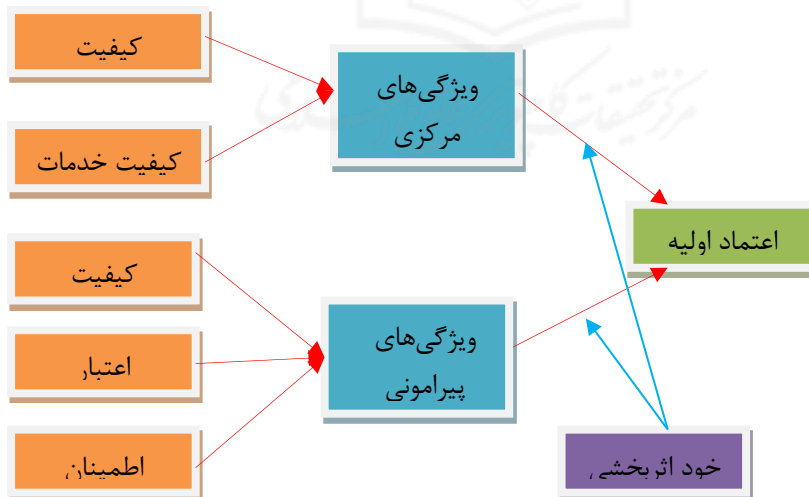 کیفیت
ویژگی‌های
مرکزی
کیفیت خدمات
اعتماد اولیه
کیفیت
ویژگی‌های
پیرامونی
اعتبار
اطمینان
خود اثربخشی